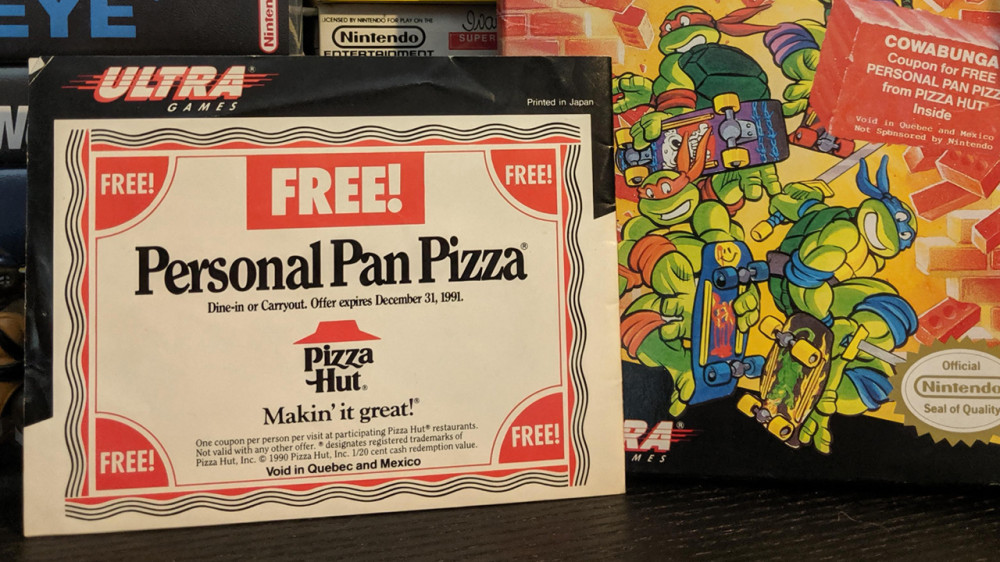 EYE
Nintendo
LICENSED BY NINTENDO FOR PLAY ON THE
Nintendo
SUPER
ENTERTAINMENT
ULTRA®
GAMES
Printed in Japan
FREE!
FREE!
FREE!
Personal Pan Pizza®
Dine-in or Carryout. Offer expires December 31, 1991.
Pizza
Hut®
Makin' it great!®
One coupon per person per visit at participating Pizza Hut® restaurants.
Not valid with any other offer. ® designates registered trademarks of
Pizza Hut, Inc. © 1990 Pizza Hut, Inc. 1/20 cent cash redemption value.
Void in Quebec and Mexico
FREE!
FREE!
COWABUNGA
Coupon for FREE
PERSONAL PAN PIZZ
from PIZZA HUT®
Inside
Void in Quebec and Mexico
Not Sponsored by Nintendo
RA®
MES
Official
Nintendo
Seal of Quality